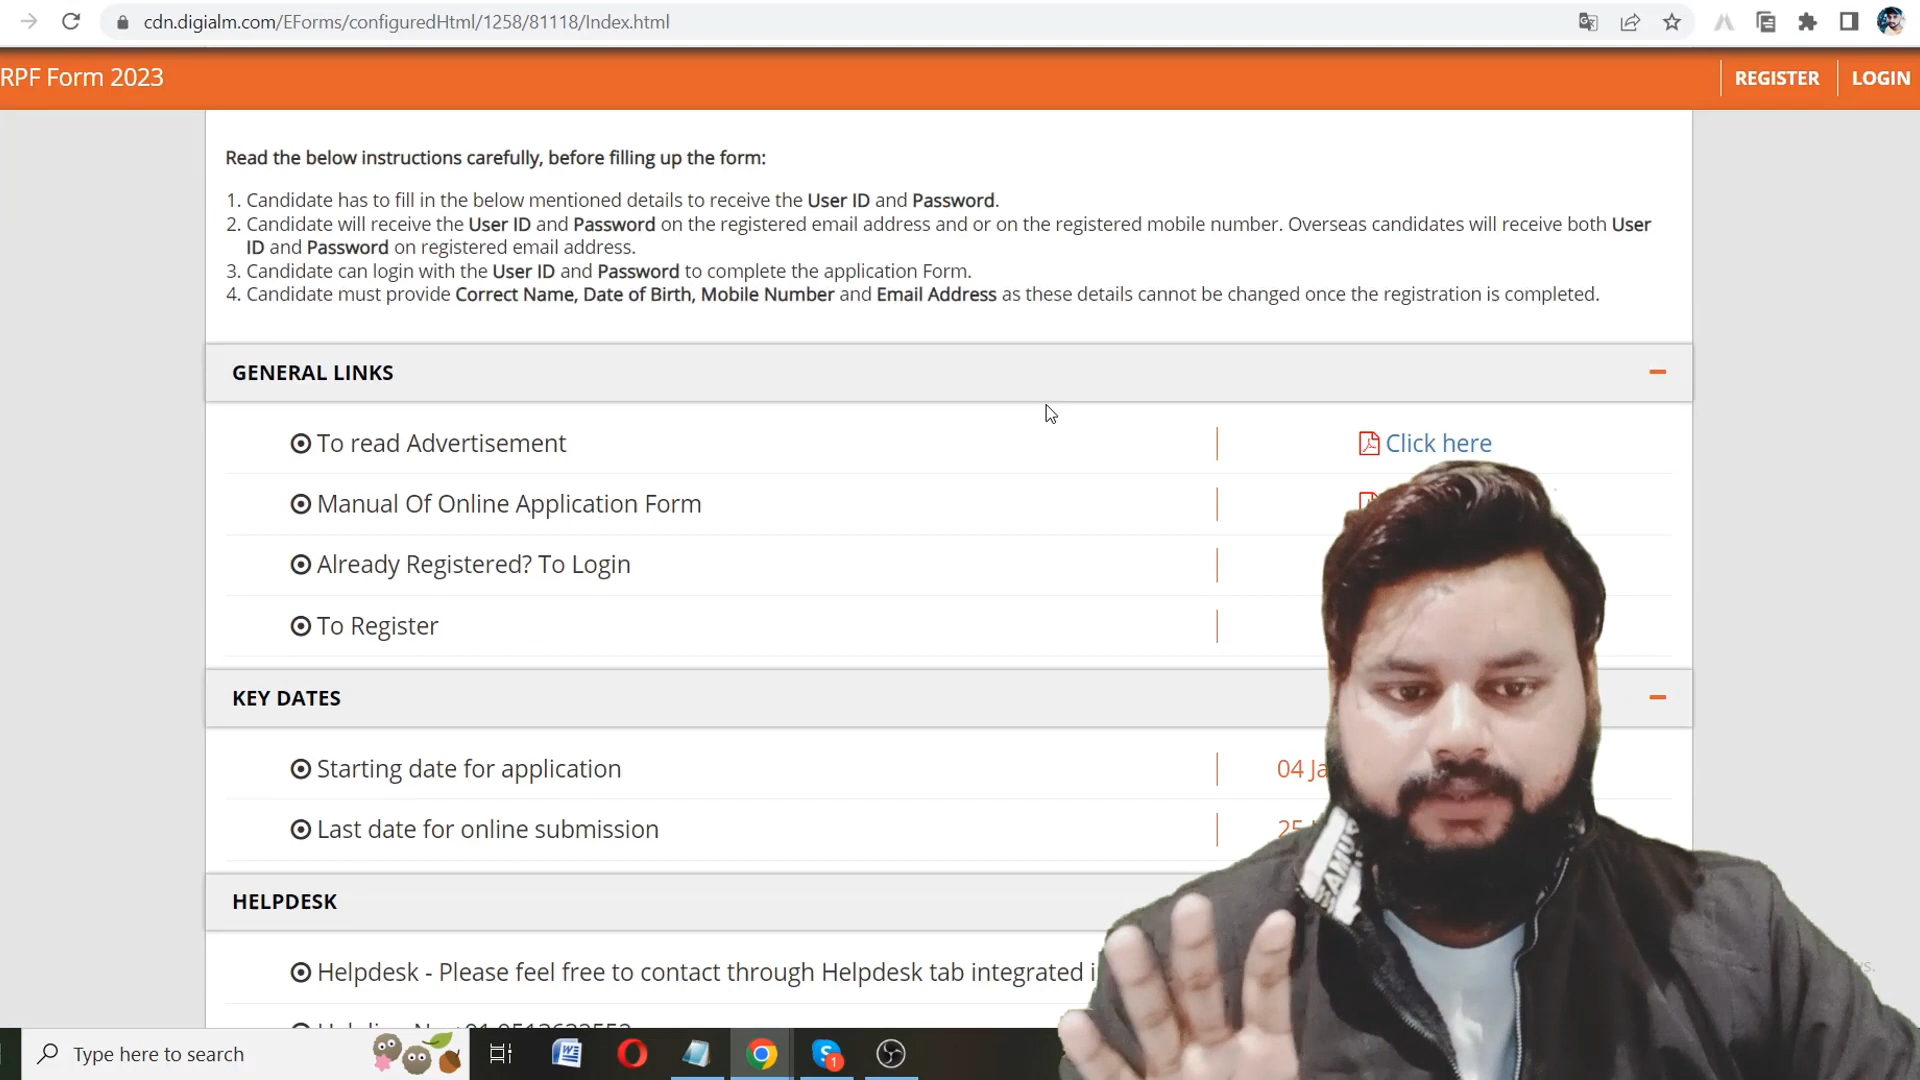 cdn.digialm.com/EForms/configuredHtml/1258/81118/Index.html
RPF Form 2023
REGISTER
LOGIN
Read the below instructions carefully, before filling up the form:
1. Candidate has to fill in the below mentioned details to receive the User ID and Password.
2. Candidate will receive the User ID and Password on the registered email address and or on the registered mobile number. Overseas candidates will receive both User
ID and Password on registered email address.
3. Candidate can login with the User ID and Password to complete the application Form.
4. Candidate must provide Correct Name, Date of Birth, Mobile Number and Email Address as these details cannot be changed once the registration is completed.
GENERAL LINKS
To read Advertisement
Click here
Manual Of Online Application Form
Already Registered? To Login
To Register
KEY DATES
Starting date for application
04 Ja
Last date for online submission
25
HELPDESK
Helpdesk - Please feel free to contact through Helpdesk tab integrated
Type here to search
1